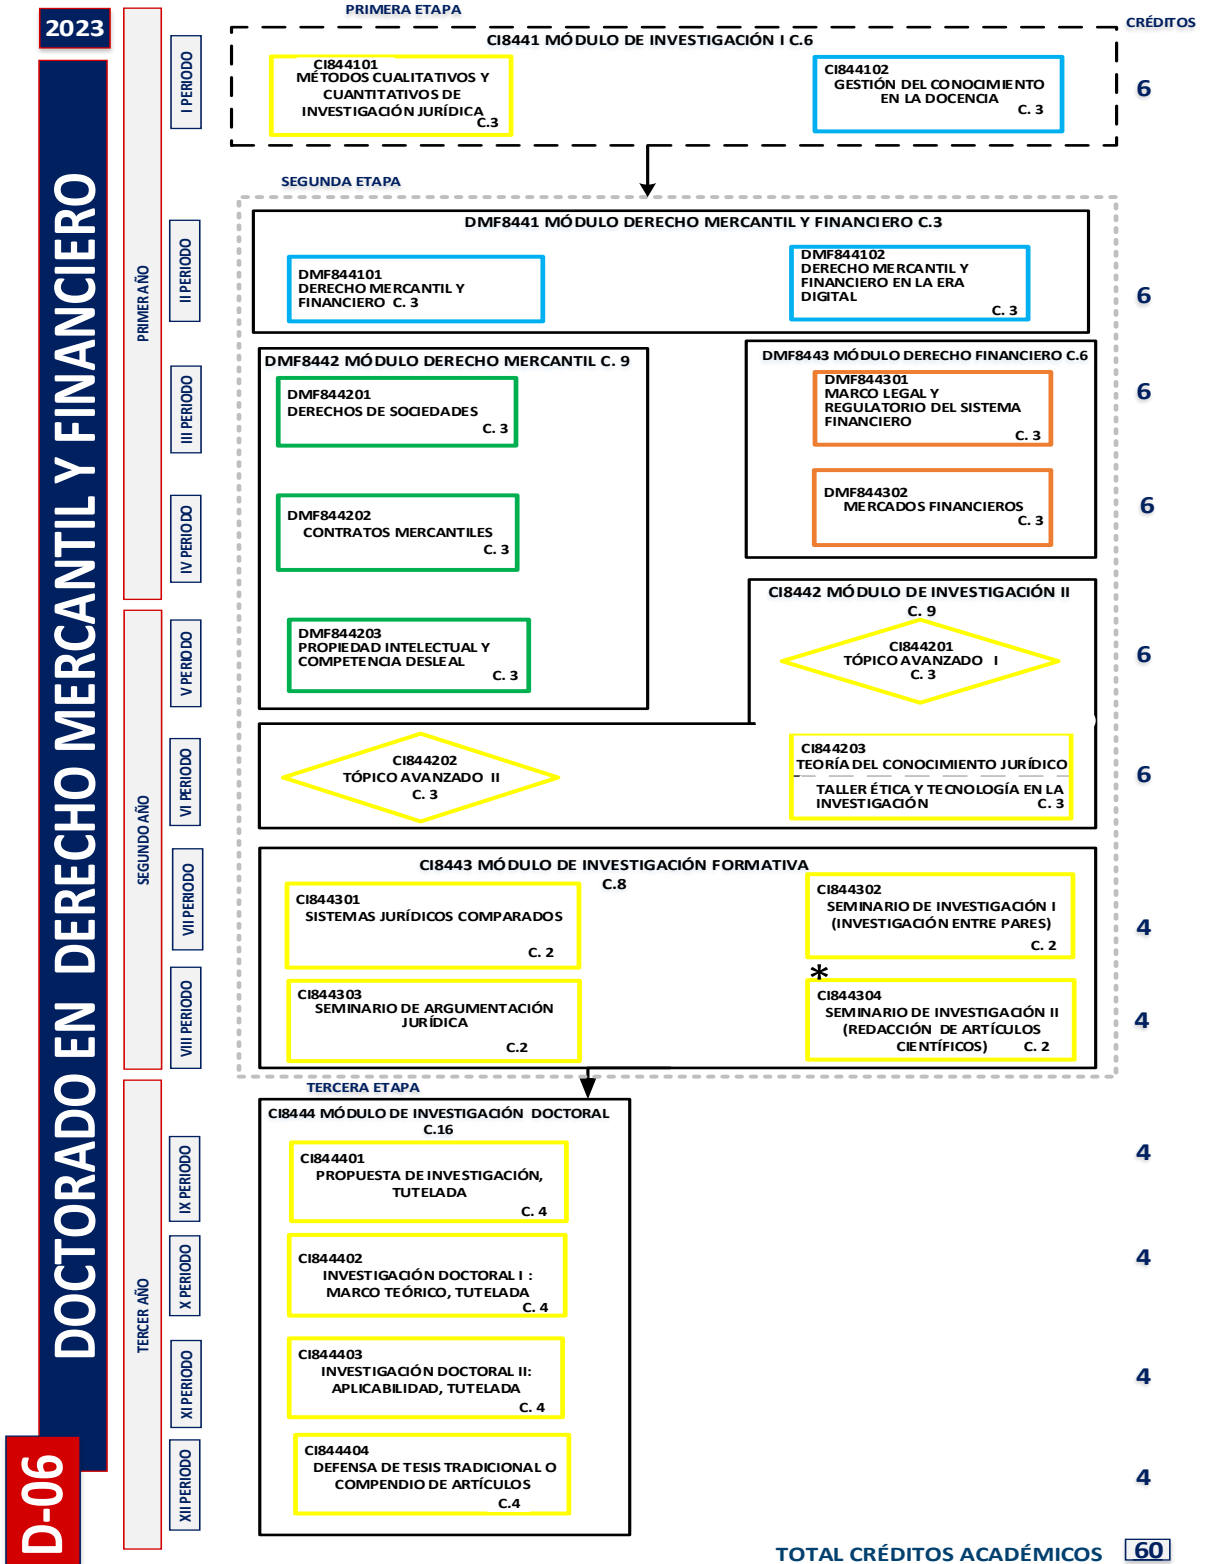 2023
DOCTORADO EN DERECHO MERCANTIL Y FINANCIERO
D-06
PRIMERA ETAPA
CRÉDITOS
PRIMER AÑO
I PERIODO
CI8441 MÓDULO DE INVESTIGACIÓN I C.6
CI844101
MÉTODOS CUALITATIVOS Y
CUANTITATIVOS DE
INVESTIGACIÓN JURÍDICA
C.3
CI844102
GESTIÓN DEL CONOCIMIENTO
EN LA DOCENCIA
C. 3
6
SEGUNDA ETAPA
II PERIODO
DMF8441 MÓDULO DERECHO MERCANTIL Y FINANCIERO C.3
DMF844101
DERECHO MERCANTIL Y
FINANCIERO C. 3
DMF844102
DERECHO MERCANTIL Y
FINANCIERO EN LA ERA
DIGITAL
C. 3
6
III PERIODO
DMF8442 MÓDULO DERECHO MERCANTIL C. 9
DMF844201
DERECHOS DE SOCIEDADES
C. 3
DMF8443 MÓDULO DERECHO FINANCIERO C.6
DMF844301
MARCO LEGAL Y
REGULATORIO DEL SISTEMA
FINANCIERO
C. 3
6
IV PERIODO
DMF844202
CONTRATOS MERCANTILES
C. 3
DMF844302
MERCADOS FINANCIEROS
C. 3
6
SEGUNDO AÑO
V PERIODO
DMF844203
PROPIEDAD INTELECTUAL Y
COMPETENCIA DESLEAL
C. 3
CI8442 MÓDULO DE INVESTIGACIÓN II
C. 9
CI844201
TÓPICO AVANZADO I
C. 3
6
VI PERIODO
CI844202
TÓPICO AVANZADO II
C. 3
CI844203
TEORÍA DEL CONOCIMIENTO JURÍDICO
TALLER ÉTICA Y TECNOLOGÍA EN LA
INVESTIGACIÓN C. 3
6
VII PERIODO
CI8443 MÓDULO DE INVESTIGACIÓN FORMATIVA
C.8
CI844301
SISTEMAS JURÍDICOS COMPARADOS
C. 2
CI844302
SEMINARIO DE INVESTIGACIÓN I
(INVESTIGACIÓN ENTRE PARES)
C. 2
4
VIII PERIODO
CI844303
SEMINARIO DE ARGUMENTACIÓN
JURÍDICA
C.2
*
CI844304
SEMINARIO DE INVESTIGACIÓN II
(REDACCIÓN DE ARTÍCULOS
CIENTÍFICOS) C. 2
4
TERCERA ETAPA
TERCER AÑO
CI8444 MÓDULO DE INVESTIGACIÓN DOCTORAL
C.16
IX PERIODO
CI844401
PROPUESTA DE INVESTIGACIÓN,
TUTELADA
C. 4
4
X PERIODO
CI844402
INVESTIGACIÓN DOCTORAL I :
MARCO TEÓRICO, TUTELADA
C. 4
4
XI PERIODO
CI844403
INVESTIGACIÓN DOCTORAL II:
APLICABILIDAD, TUTELADA
C. 4
4
XII PERIODO
CI844404
DEFENSA DE TESIS TRADICIONAL O
COMPENDIO DE ARTÍCULOS
C.4
4
TOTAL CRÉDITOS ACADÉMICOS 60